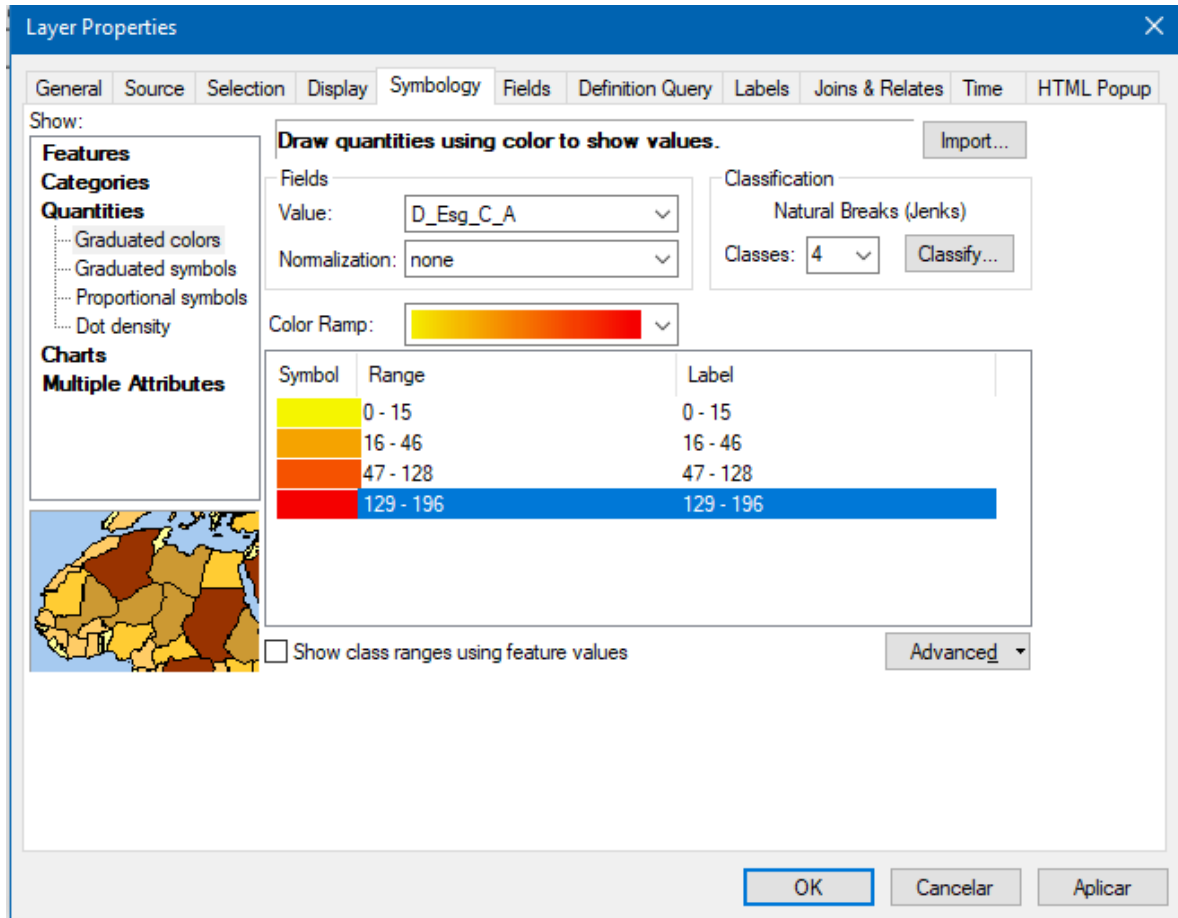 Layer Properties
General Source Selection Display Symbology Fields Definition Query Labels Joins & Relates Time HTML Popup
Show:
Features
Categories
Quantities
Graduated colors
Graduated symbols
Proportional symbols
Dot density
Charts
Multiple Attributes
Draw quantities using color to show values.
Import...
Fields
Value: D_Esg_C_A
Normalization: none
Classification
Natural Breaks (Jenks)
Classes: 4 Classify...
Color Ramp:
Symbol Range Label
0 - 15 0 - 15
16 - 46 16 - 46
47 - 128 47 - 128
129 - 196 129 - 196
Show class ranges using feature values
Advanced
OK Cancelar Aplicar